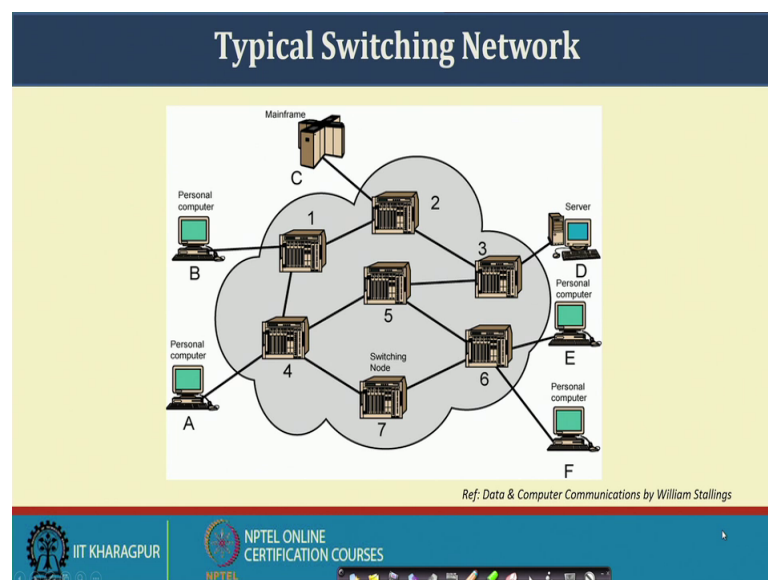 Typical Switching Network
Mainframe
C
Personal
computer
B
1
2
3
Server
D
Personal
computer
E
5
Personal
computer
A
4
Switching
Node
7
6
Personal
computer
F
Ref: Data & Computer Communications by William Stallings
IIT KHARAGPUR
NPTEL ONLINE
CERTIFICATION COURSES
NPTEL